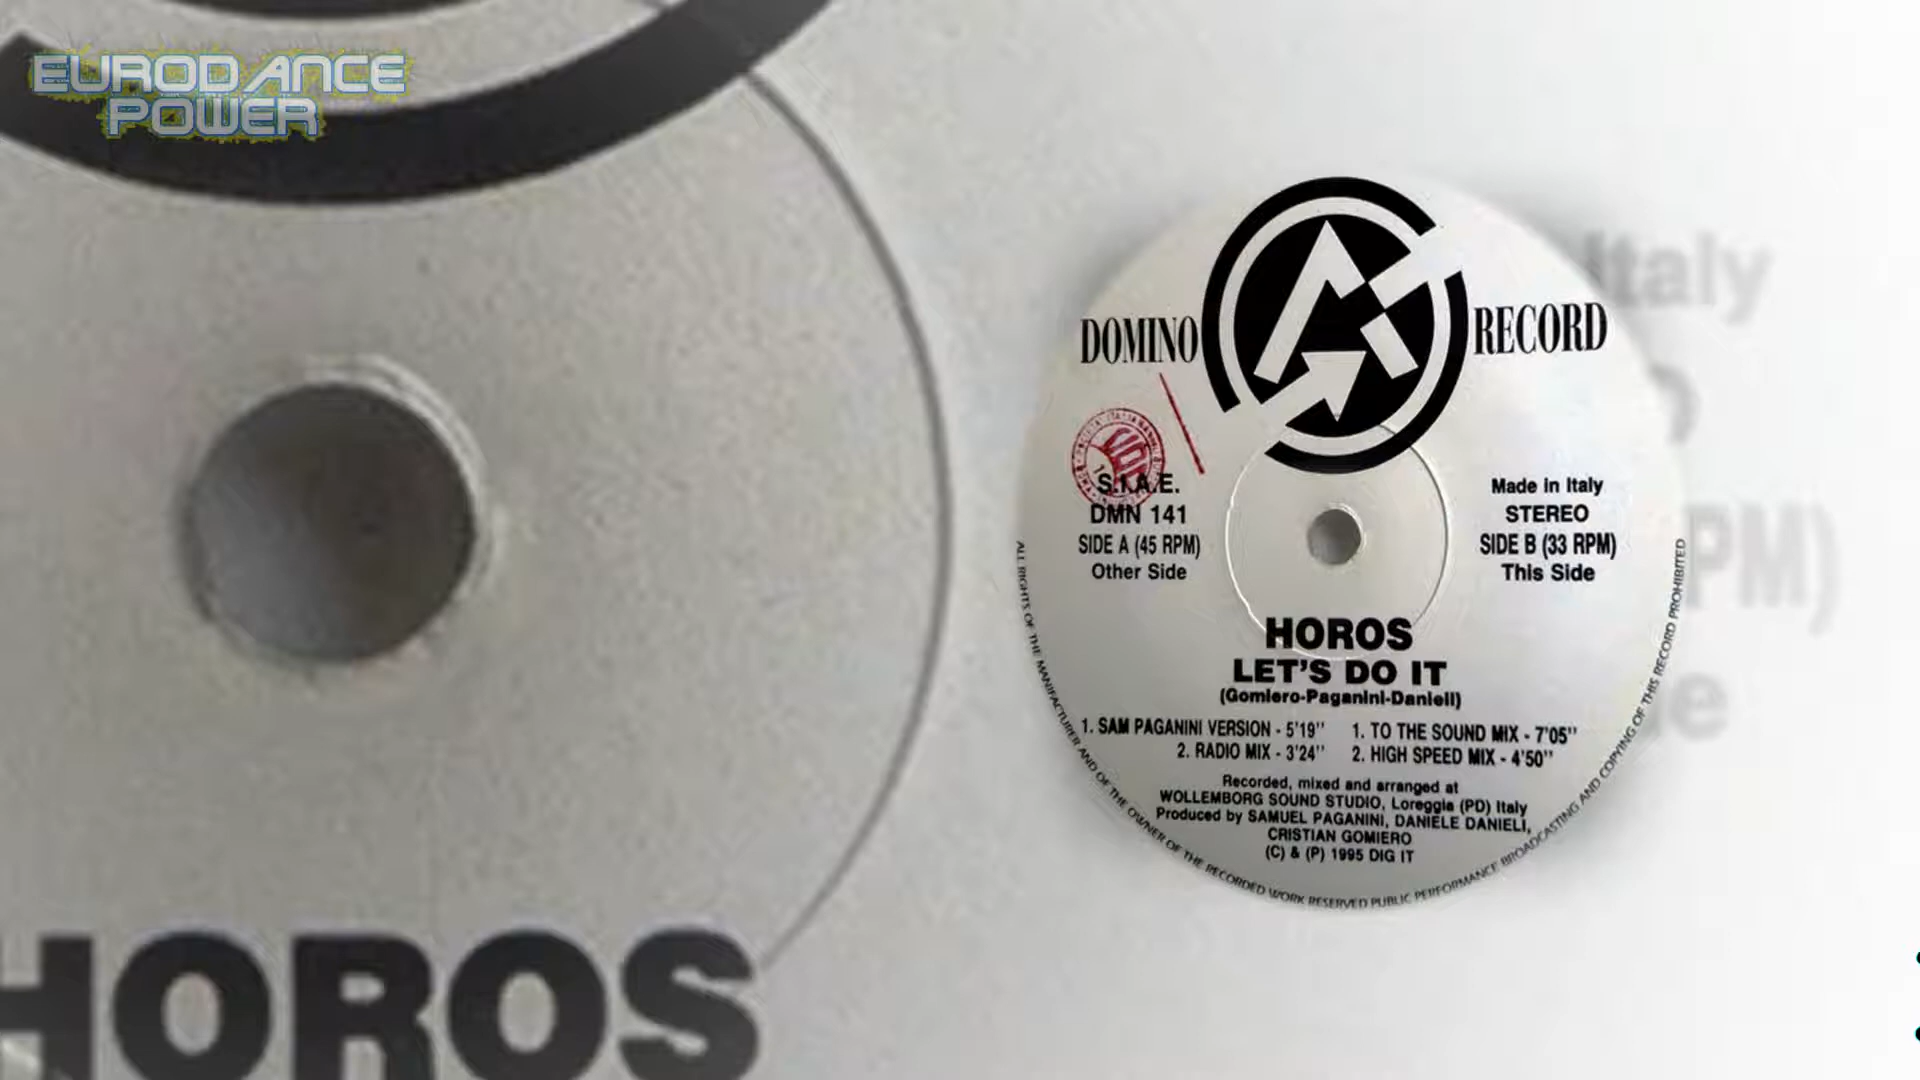 EURODANCE
POWER
DOMINO RECORD
S.I.A.E.
DMN 141
SIDE A (45 RPM)
Other Side
Made in Italy
STEREO
SIDE B (33 RPM)
This Side
HOROS
LET'S DO IT
(Gomiero-Paganini-Danieli)
1. SAM PAGANINI VERSION - 5'19"
2. RADIO MIX - 3'24"
1. TO THE SOUND MIX - 7'05"
2. HIGH SPEED MIX - 4'50"
Recorded, mixed and arranged at
WOLLEMBORG SOUND STUDIO, Loreggia (PD) Italy
Produced by SAMUEL PAGANINI, DANIELE DANIELI,
CRISTIAN GOMIERO
(C) & (P) 1995 DIG IT
ALL RIGHTS OF THE MANIFACTURER AND OF THE OWNER OF THE RECORDED WORK RESERVED PUBLIC PERFORMANCE BROADCASTING AND COPYING OF THIS RECORD PROHIBITED
Italy
PM)
HOROS